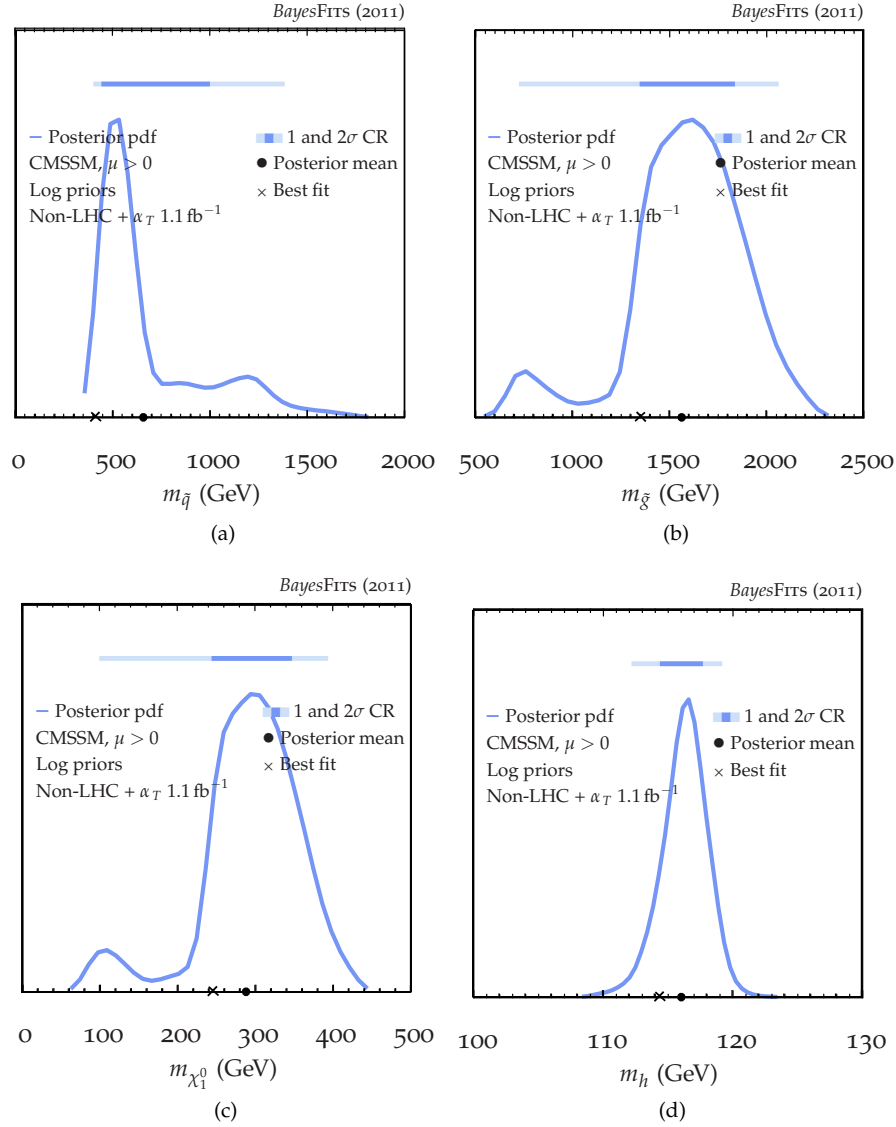 BayesFITS (2011)
Posterior pdf
CMSSM, μ > 0
Log priors
Non-LHC + α_T 1.1 fb⁻¹
1 and 2σ CR
Posterior mean
Best fit
0 500 1000 1500 2000
m_q̃ (GeV)
(a)
BayesFITS (2011)
Posterior pdf
CMSSM, μ > 0
Log priors
Non-LHC + α_T 1.1 fb⁻¹
1 and 2σ CR
Posterior mean
Best fit
500 1000 1500 2000 2500
m_g̃ (GeV)
(b)
BayesFITS (2011)
Posterior pdf
CMSSM, μ > 0
Log priors
Non-LHC + α_T 1.1 fb⁻¹
1 and 2σ CR
Posterior mean
Best fit
0 100 200 300 400 500
m_χ₁⁰ (GeV)
(c)
BayesFITS (2011)
Posterior pdf
CMSSM, μ > 0
Log priors
Non-LHC + α_T 1.1 fb⁻¹
1 and 2σ CR
Posterior mean
Best fit
100 110 120 130
m_h (GeV)
(d)